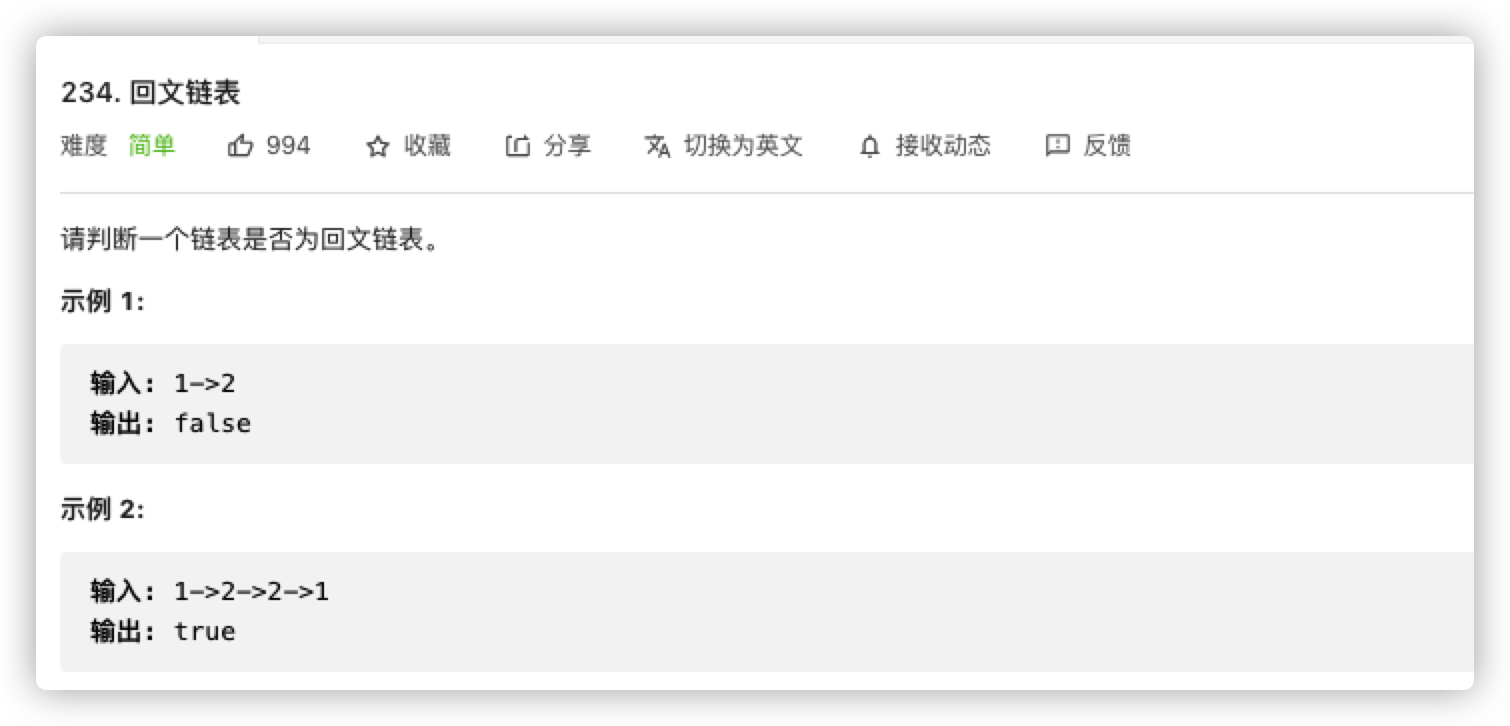 234. 回文链表
难度 简单 994 收藏 分享 切换为英文 接收动态 反馈
请判断一个链表是否为回文链表。
示例 1:
输入: 1->2
输出: false
示例 2:
输入: 1->2->2->1
输出: true